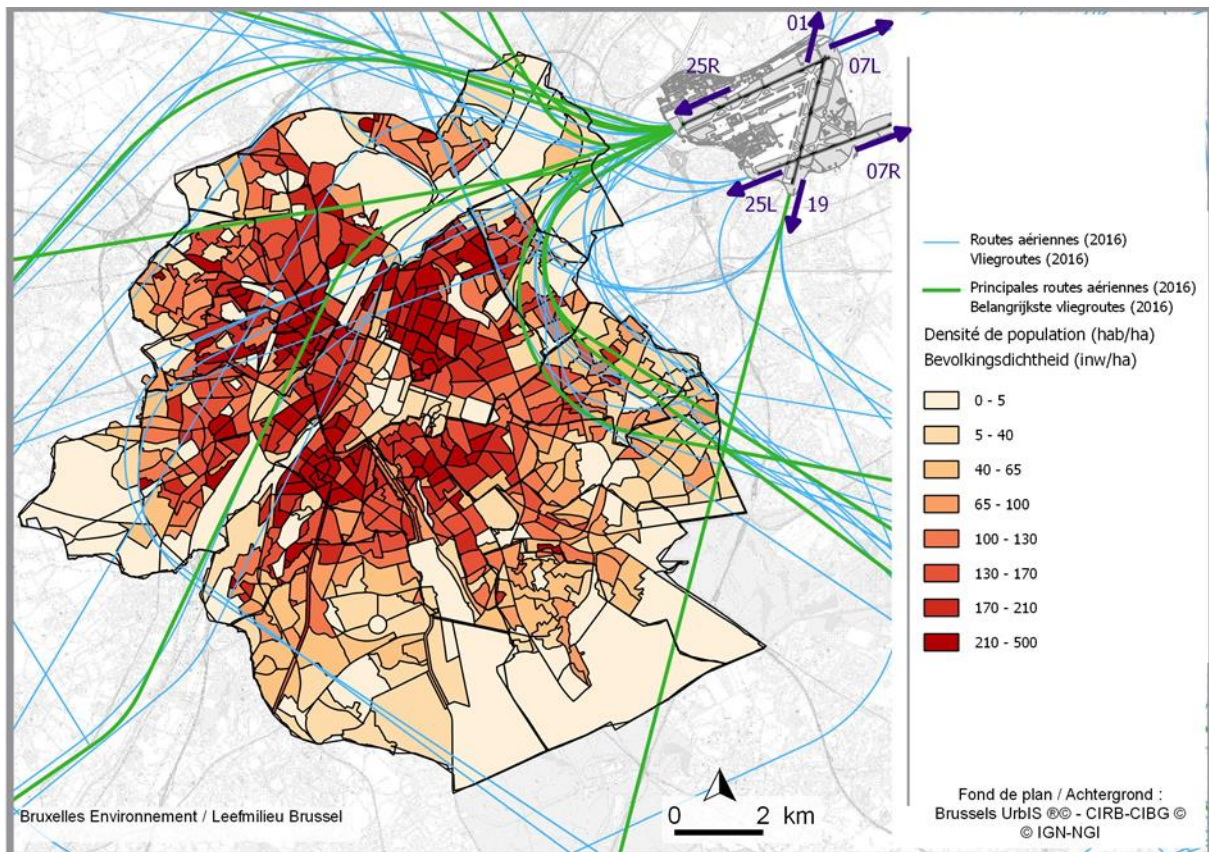 01
25R
07L
07R
25L
19
Routes aériennes (2016)
Vliegroutes (2016)
Principales routes aériennes (2016)
Belangrijkste vliegroutes (2016)
Densité de population (hab/ha)
Bevolkingsdichtheid (inw/ha)
0 - 5
5 - 40
40 - 65
65 - 100
100 - 130
130 - 170
170 - 210
210 - 500
Bruxelles Environnement / Leefmilieu Brussel
0 2 km
Fond de plan / Achtergrond :
Brussels UrbIS ®© - CIRB-CIBG ©
© IGN-NGI